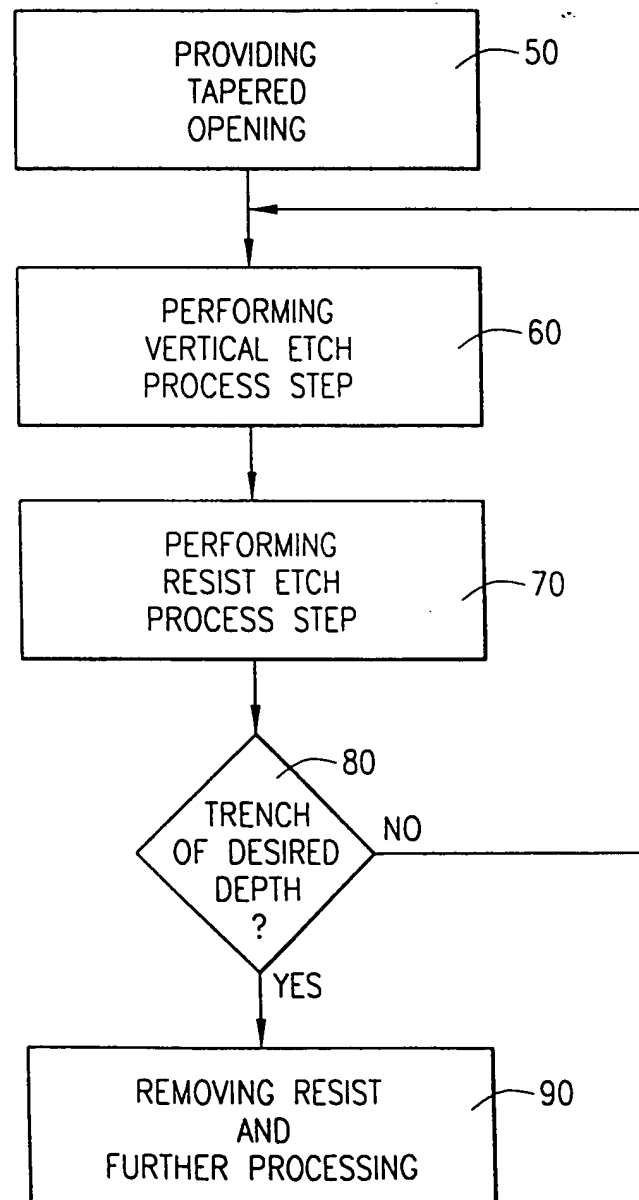 PROVIDING
TAPERED
OPENING
50
PERFORMING
VERTICAL ETCH
PROCESS STEP
60
PERFORMING
RESIST ETCH
PROCESS STEP
70
80
TRENCH
OF DESIRED
DEPTH
?
NO
YES
REMOVING RESIST
AND
FURTHER PROCESSING
90